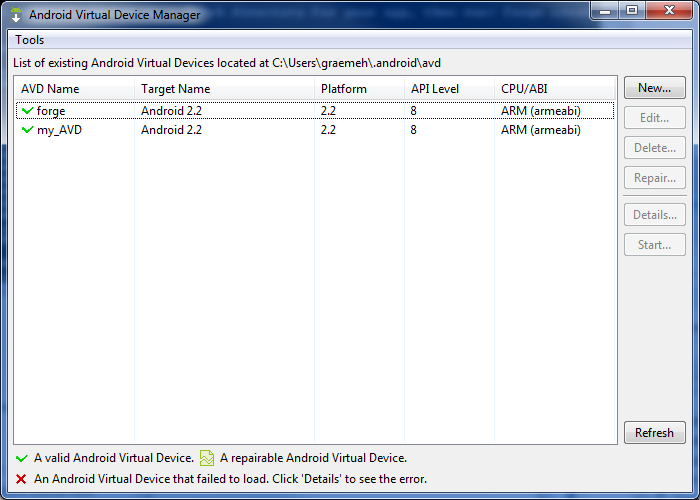 Android Virtual Device Manager
Tools
List of existing Android Virtual Devices located at C:\Users\graemeh\.android\avd
AVD Name Target Name Platform API Level CPU/ABI
forge Android 2.2 2.2 8 ARM (armeabi)
my_AVD Android 2.2 2.2 8 ARM (armeabi)
New...
Edit...
Delete...
Repair...
Details...
Start...
Refresh
A valid Android Virtual Device. A repairable Android Virtual Device.
An Android Virtual Device that failed to load. Click 'Details' to see the error.